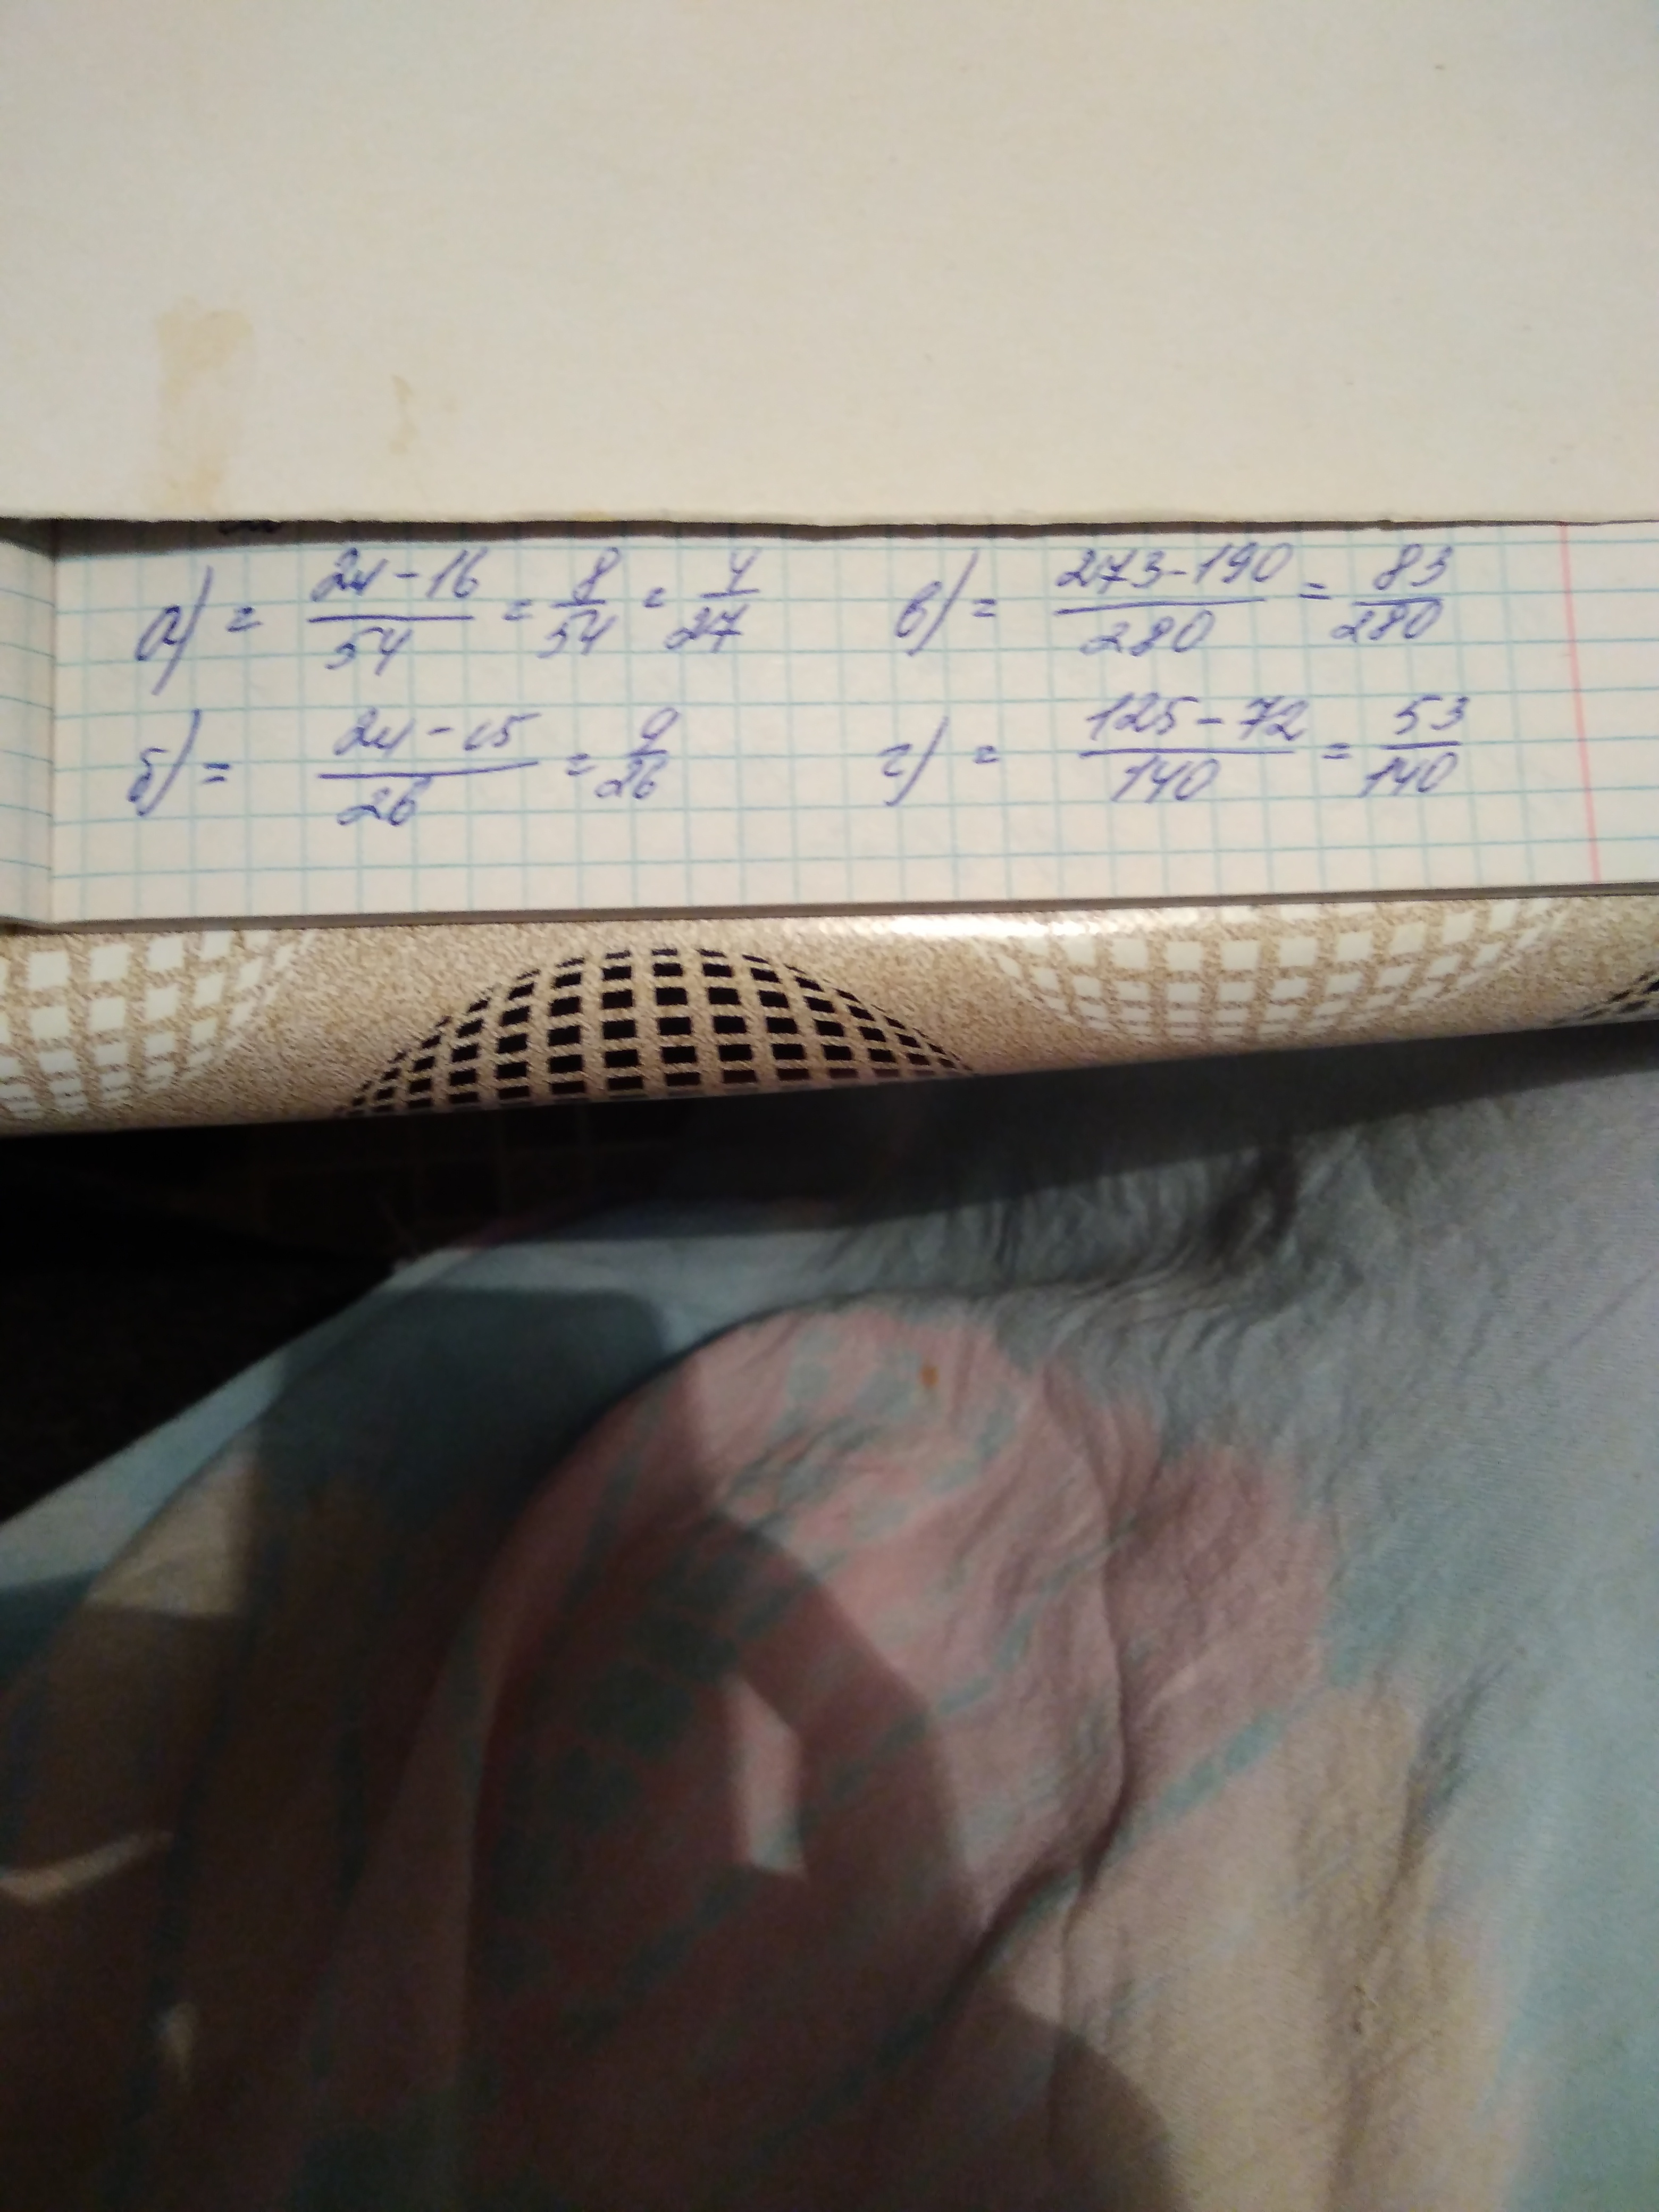 а) = 24-16/54 = 8/54 = 4/27 в) = 273-190/280 = 83/280
б) = 24-15/26 = 9/26 г) = 125-72/140 = 53/140